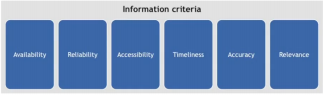 Information criteria
Availability
Reliability
Accessibility
Timeliness
Accuracy
Relevance